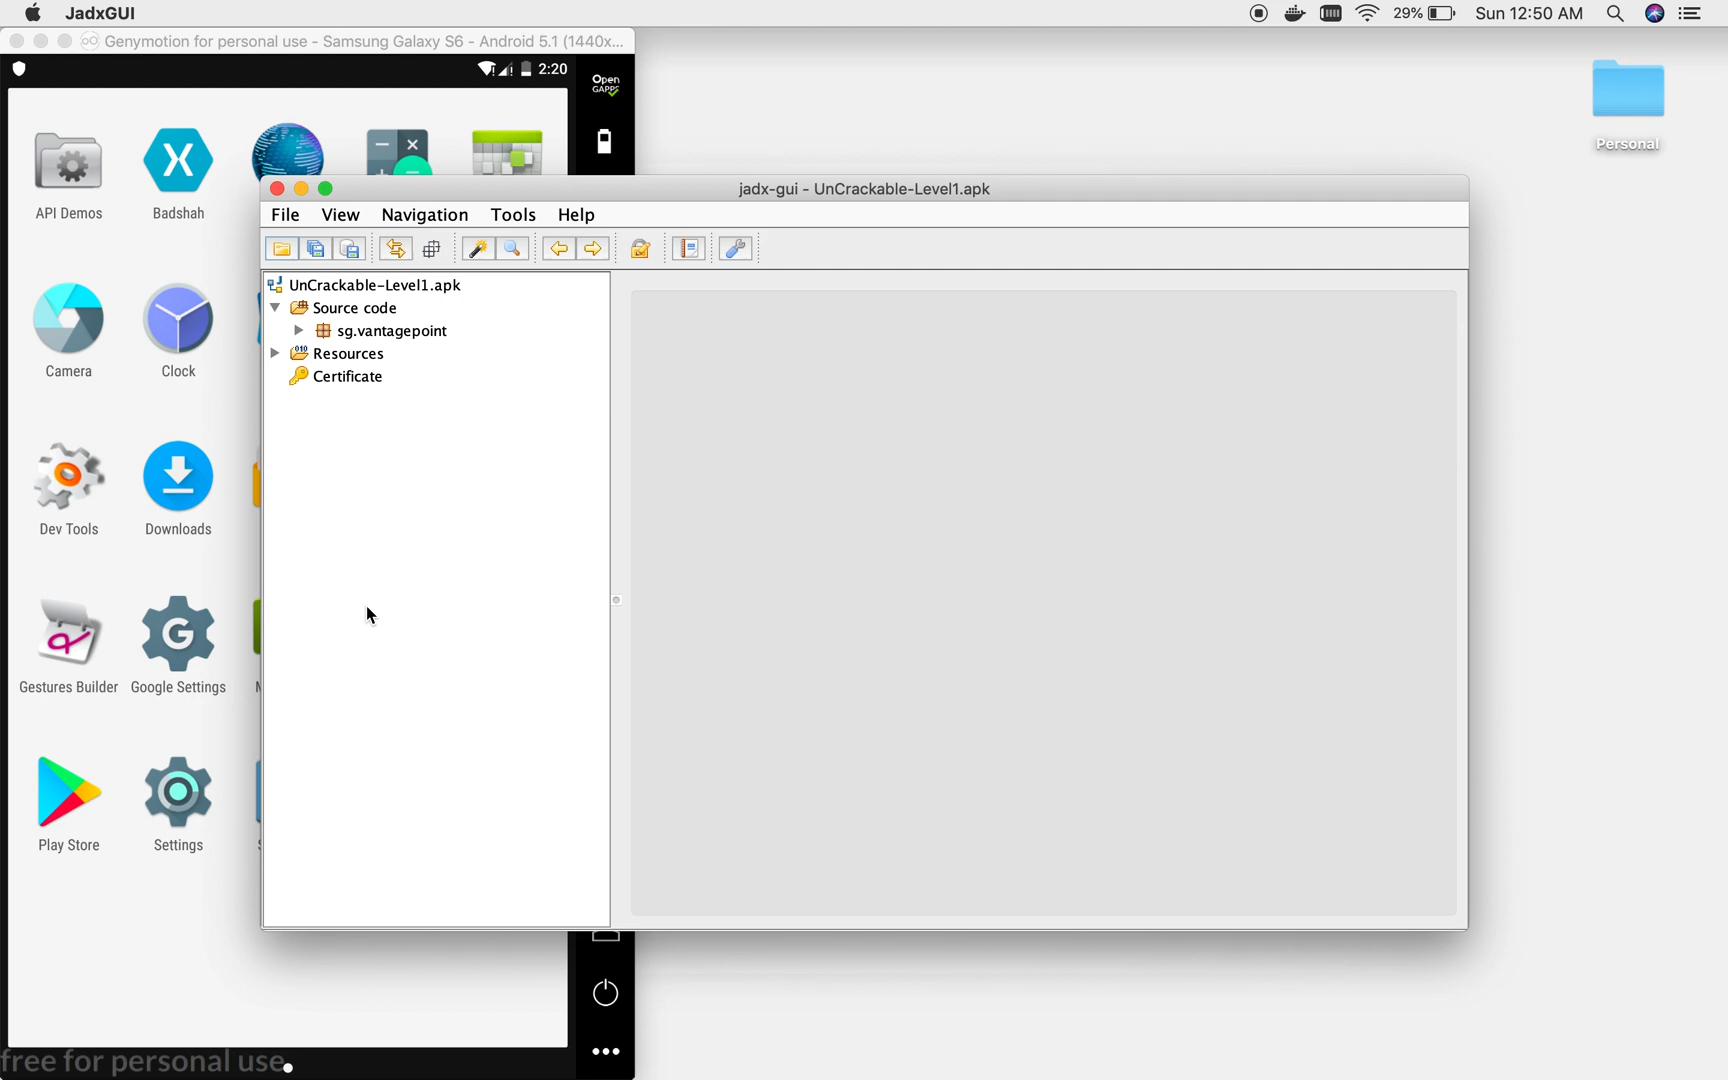 JadxGUI
29%
Sun 12:50 AM
Genymotion for personal use - Samsung Galaxy S6 - Android 5.1 (1440x...
2:20
Open
GAPPS
Personal
API Demos
Badshah
Camera
Clock
Dev Tools
Downloads
Gestures Builder
Google Settings
Play Store
Settings
jadx-gui - UnCrackable-Level1.apk
File View Navigation Tools Help
UnCrackable-Level1.apk
Source code
sg.vantagepoint
Resources
Certificate
free for personal use